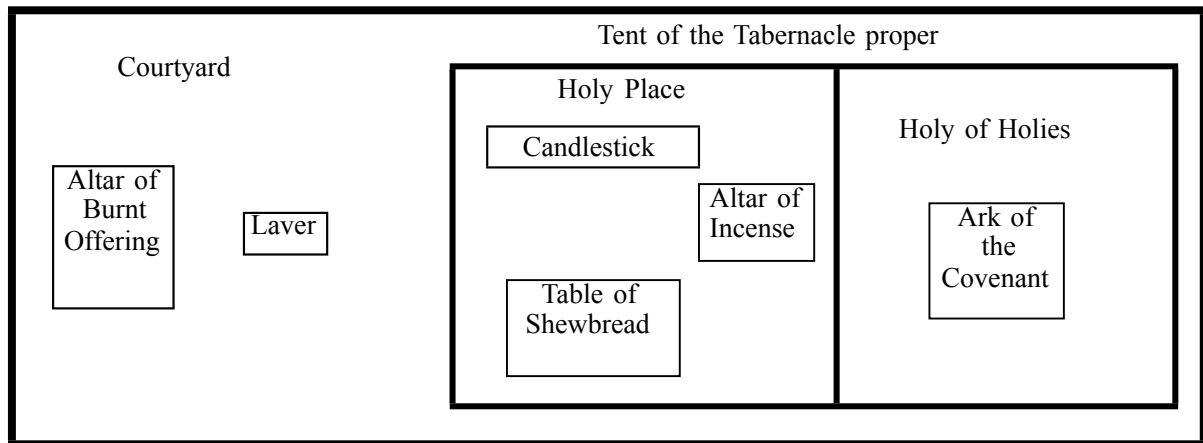 Tent of the Tabernacle proper
Courtyard
Holy Place
Candlestick
Holy of Holies
Altar of
Burnt
Offering
Laver
Altar of
Incense
Ark of
the
Covenant
Table of
Shewbread